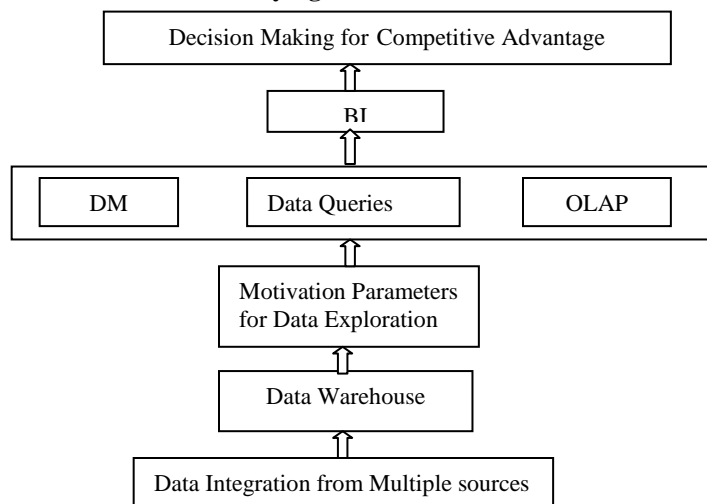 Decision Making for Competitive Advantage
BI
DM
Data Queries
OLAP
Motivation Parameters
for Data Exploration
Data Warehouse
Data Integration from Multiple sources